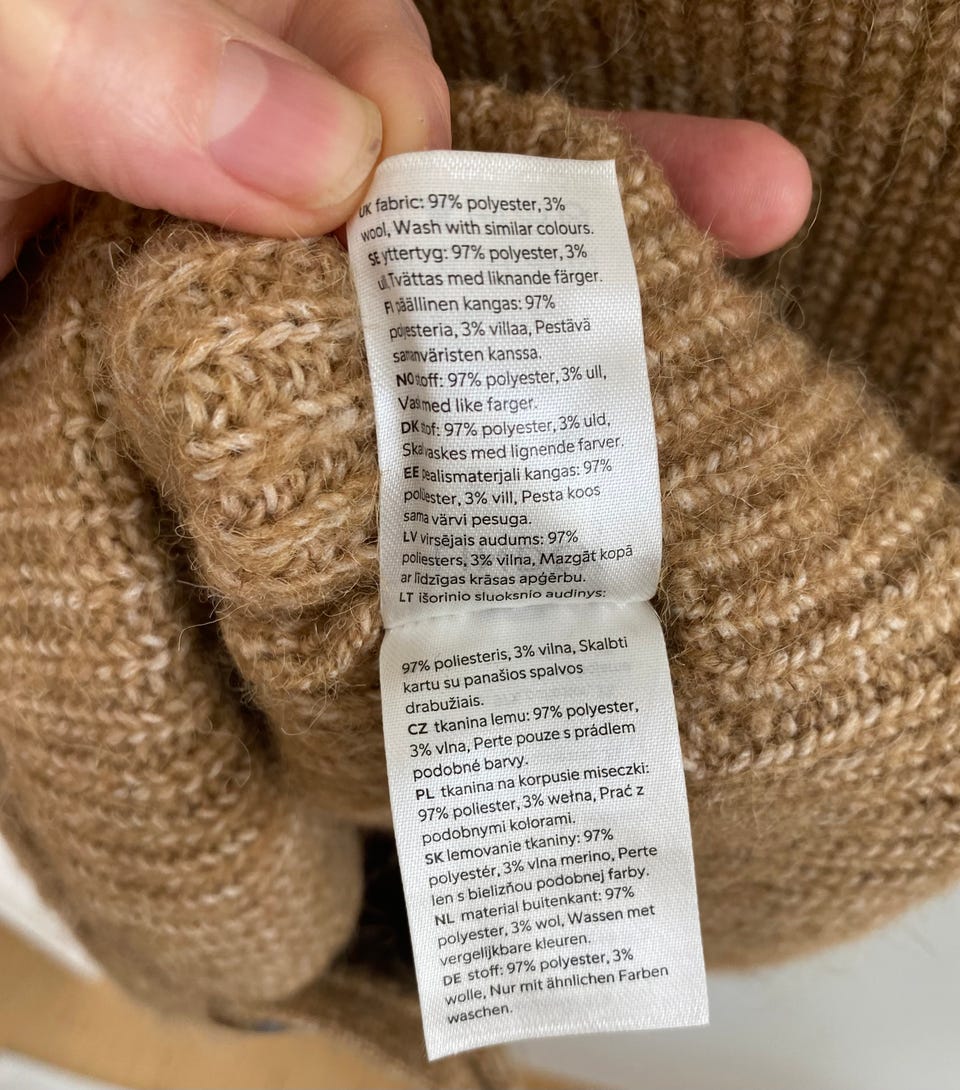 UK fabric: 97% polyester, 3%
wool, Wash with similar colours.
SE yttertyg: 97% polyester, 3%
ull, Tvättas med liknande färger.
FI päällinen kangas: 97%
polyesteria, 3% villaa, Pestävä
samanväristen kanssa.
NO stoff: 97% polyester, 3% ull,
Vask med like farger.
DK stof: 97% polyester, 3% uld,
Skal vaskes med lignende farver.
EE pealismaterjali kangas: 97%
polüester, 3% vill, Pesta koos
sama värvi pesuga.
LV virsējais audums: 97%
poliesters, 3% vilna, Mazgāt kopā
ar līdzīgas krāsas apģērbu.
LT išorinio sluoksnio audinys:
97% poliesteris, 3% vilna, Skalbti
kartu su panašios spalvos
drabužiais.
CZ tkanina lemu: 97% polyester,
3% vlna, Perte pouze s prádlem
podobné barvy.
PL tkanina na korpusie miseczki:
97% poliester, 3% wełna, Prać z
podobnymi kolorami.
SK lemovanie tkaniny: 97%
polyestér, 3% vlna merino, Perte
len s bielizňou podobnej farby.
NL material buitenkant: 97%
polyester, 3% wol, Wassen met
vergelijkbare kleuren.
DE stoff: 97% polyester, 3%
wolle, Nur mit ähnlichen Farben
waschen.